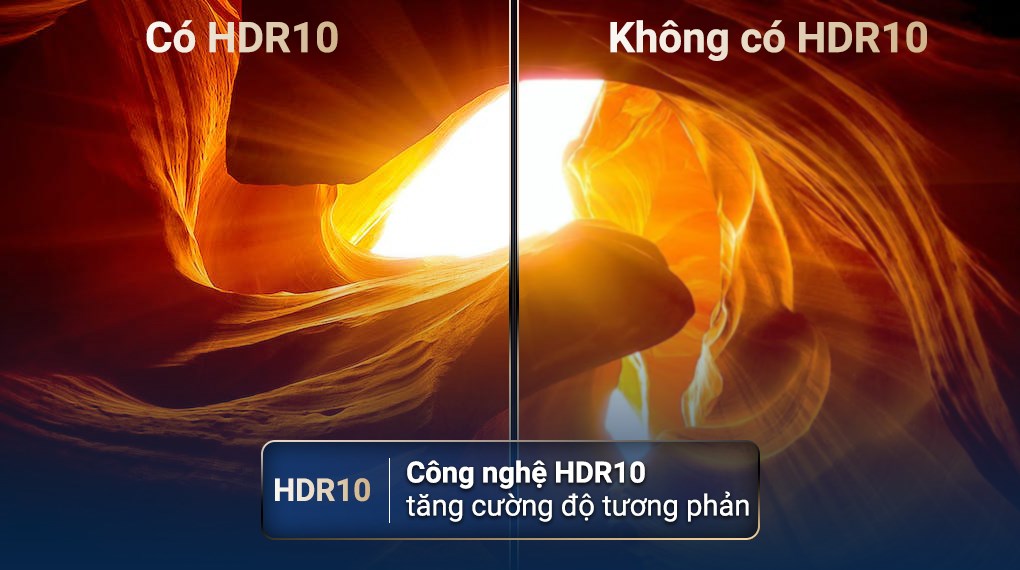 Có HDR10
Không có HDR10
HDR10
Công nghệ HDR10
tăng cường độ tương phản